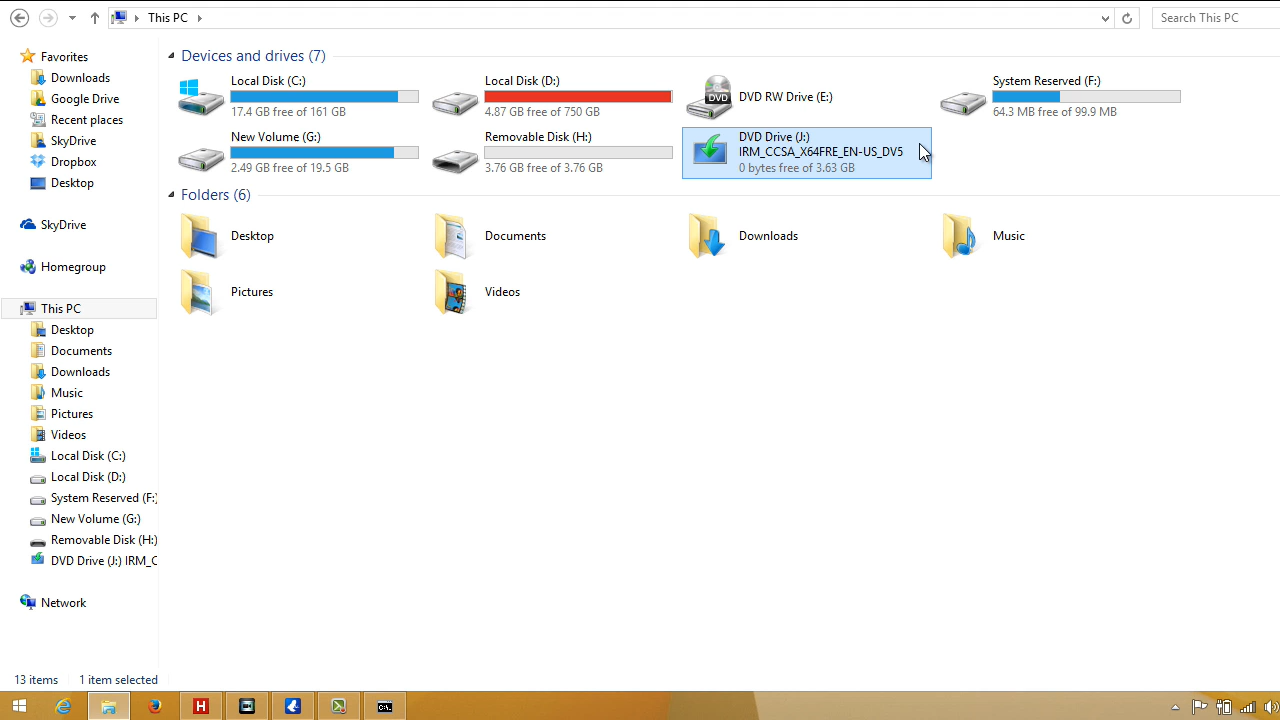 This PC
Search This PC
Favorites
Downloads
Google Drive
Recent places
SkyDrive
Dropbox
Desktop
SkyDrive
Homegroup
This PC
Desktop
Documents
Downloads
Music
Pictures
Videos
Local Disk (C:)
Local Disk (D:)
System Reserved (F:)
New Volume (G:)
Removable Disk (H:)
DVD Drive (J:) IRM_C
Network
Devices and drives (7)
Local Disk (C:)
17.4 GB free of 161 GB
Local Disk (D:)
4.87 GB free of 750 GB
DVD
DVD RW Drive (E:)
System Reserved (F:)
64.3 MB free of 99.9 MB
New Volume (G:)
2.49 GB free of 19.5 GB
Removable Disk (H:)
3.76 GB free of 3.76 GB
DVD Drive (J:)
IRM_CCSA_X64FRE_EN-US_DV5
0 bytes free of 3.63 GB
Folders (6)
Desktop
Documents
Downloads
Music
Pictures
Videos
13 items
1 item selected
H
C:\.